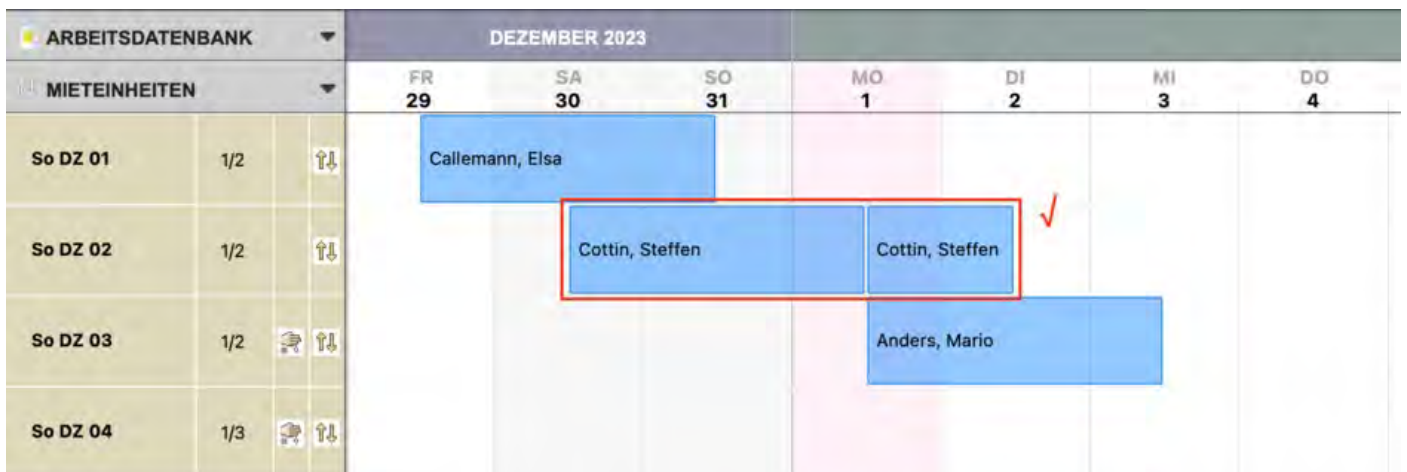 ARBEITSDATENBANK
DEZEMBER 2023
MIETEINHEITEN
FR SA SO MO DI MI DO
29 30 31 1 2 3 4
So DZ 01 1/2 Callemann, Elsa
So DZ 02 1/2 Cottin, Steffen Cottin, Steffen √
So DZ 03 1/2 Anders, Mario
So DZ 04 1/3